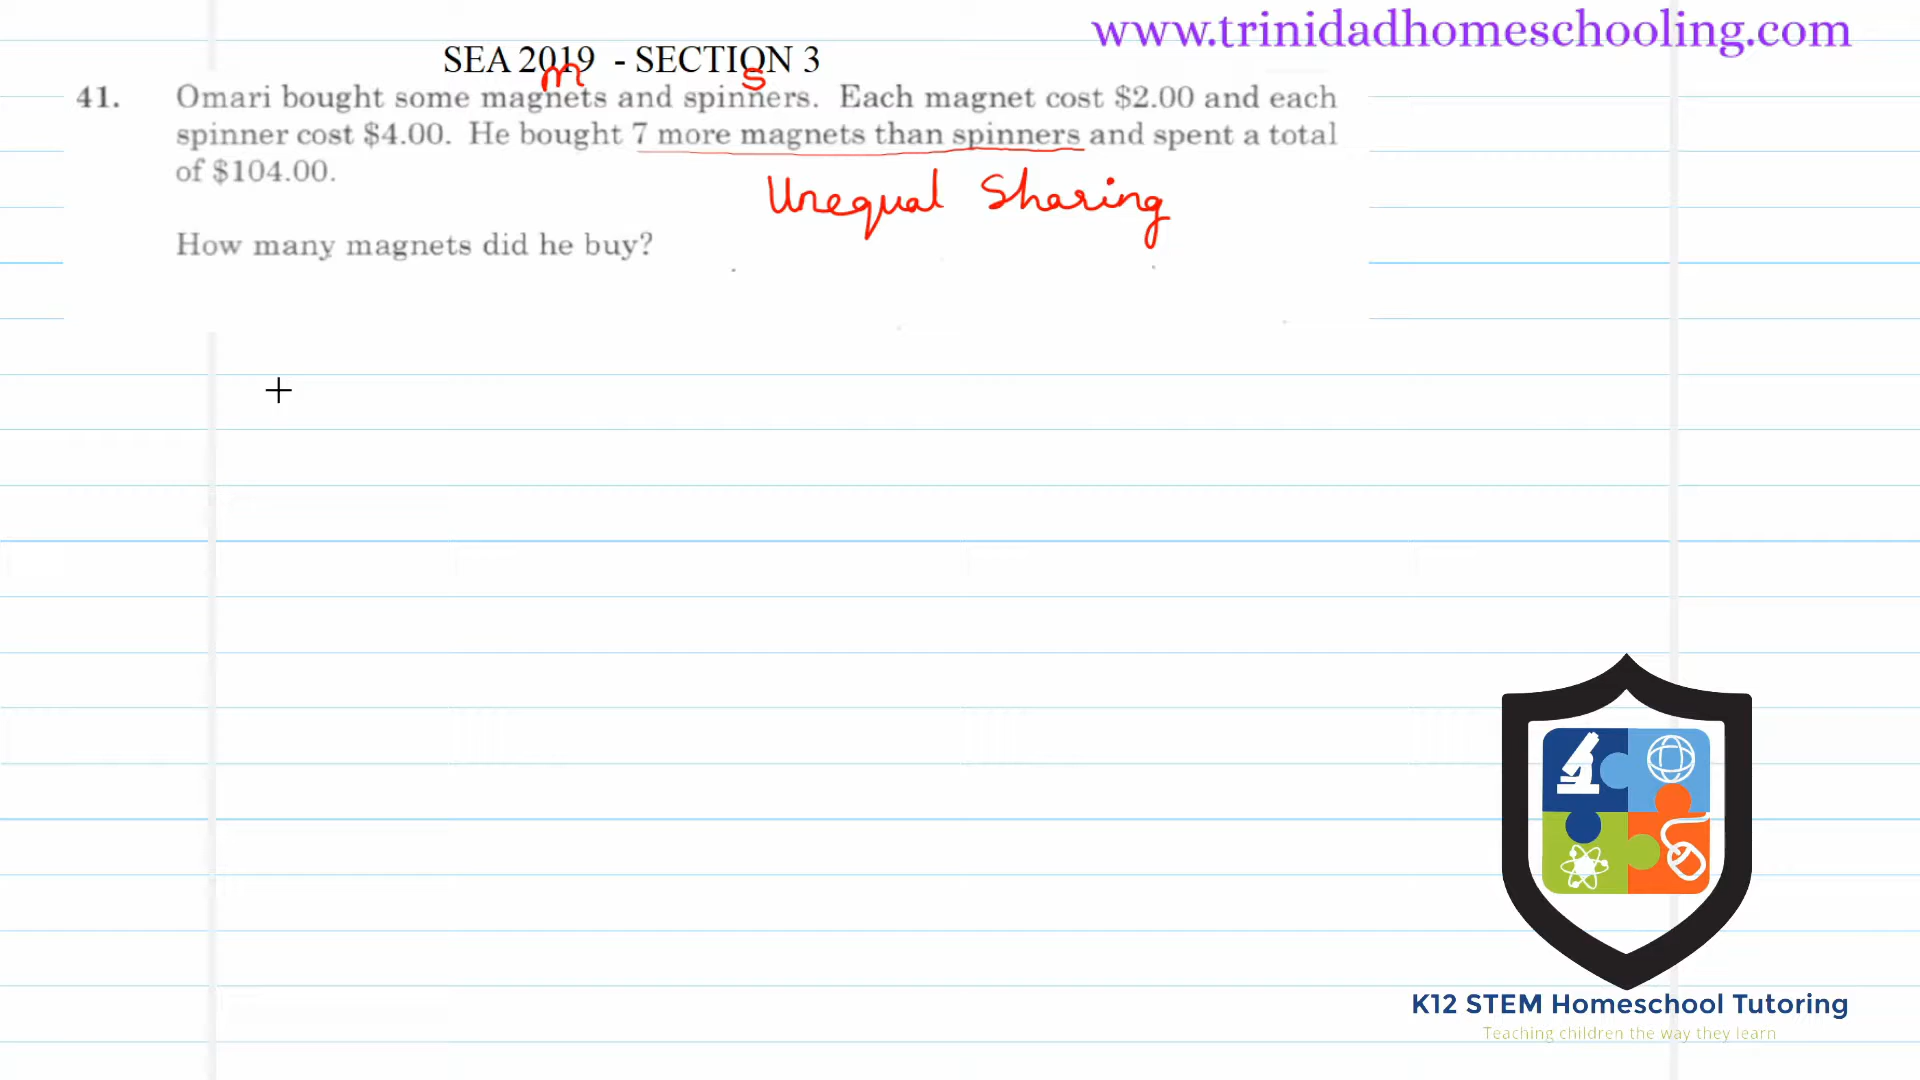 www.trinidadhomeschooling.com
SEA 2019 - SECTION 3
m s
41. Omari bought some magnets and spinners. Each magnet cost $2.00 and each
spinner cost $4.00. He bought 7 more magnets than spinners and spent a total
of $104.00.
Unequal Sharing
How many magnets did he buy?
K12 STEM Homeschool Tutoring
Teaching children the way they learn